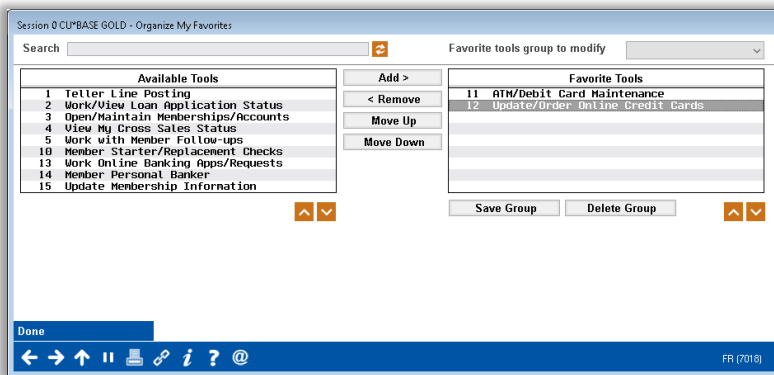 Session 0 CU*BASE GOLD - Organize My Favorites
Search
Favorite tools group to modify
Available Tools
1 Teller Line Posting
2 Work/View Loan Application Status
3 Open/Maintain Memberships/Accounts
4 View My Cross Sales Status
5 Work with Member Follow-ups
10 Member Starter/Replacement Checks
13 Work Online Banking Apps/Requests
14 Member Personal Banker
15 Update Membership Information
Add >
< Remove
Move Up
Move Down
Favorite Tools
11 ATM/Debit Card Maintenance
12 Update/Order Online Credit Cards
Save Group
Delete Group
Done
FR (7018)